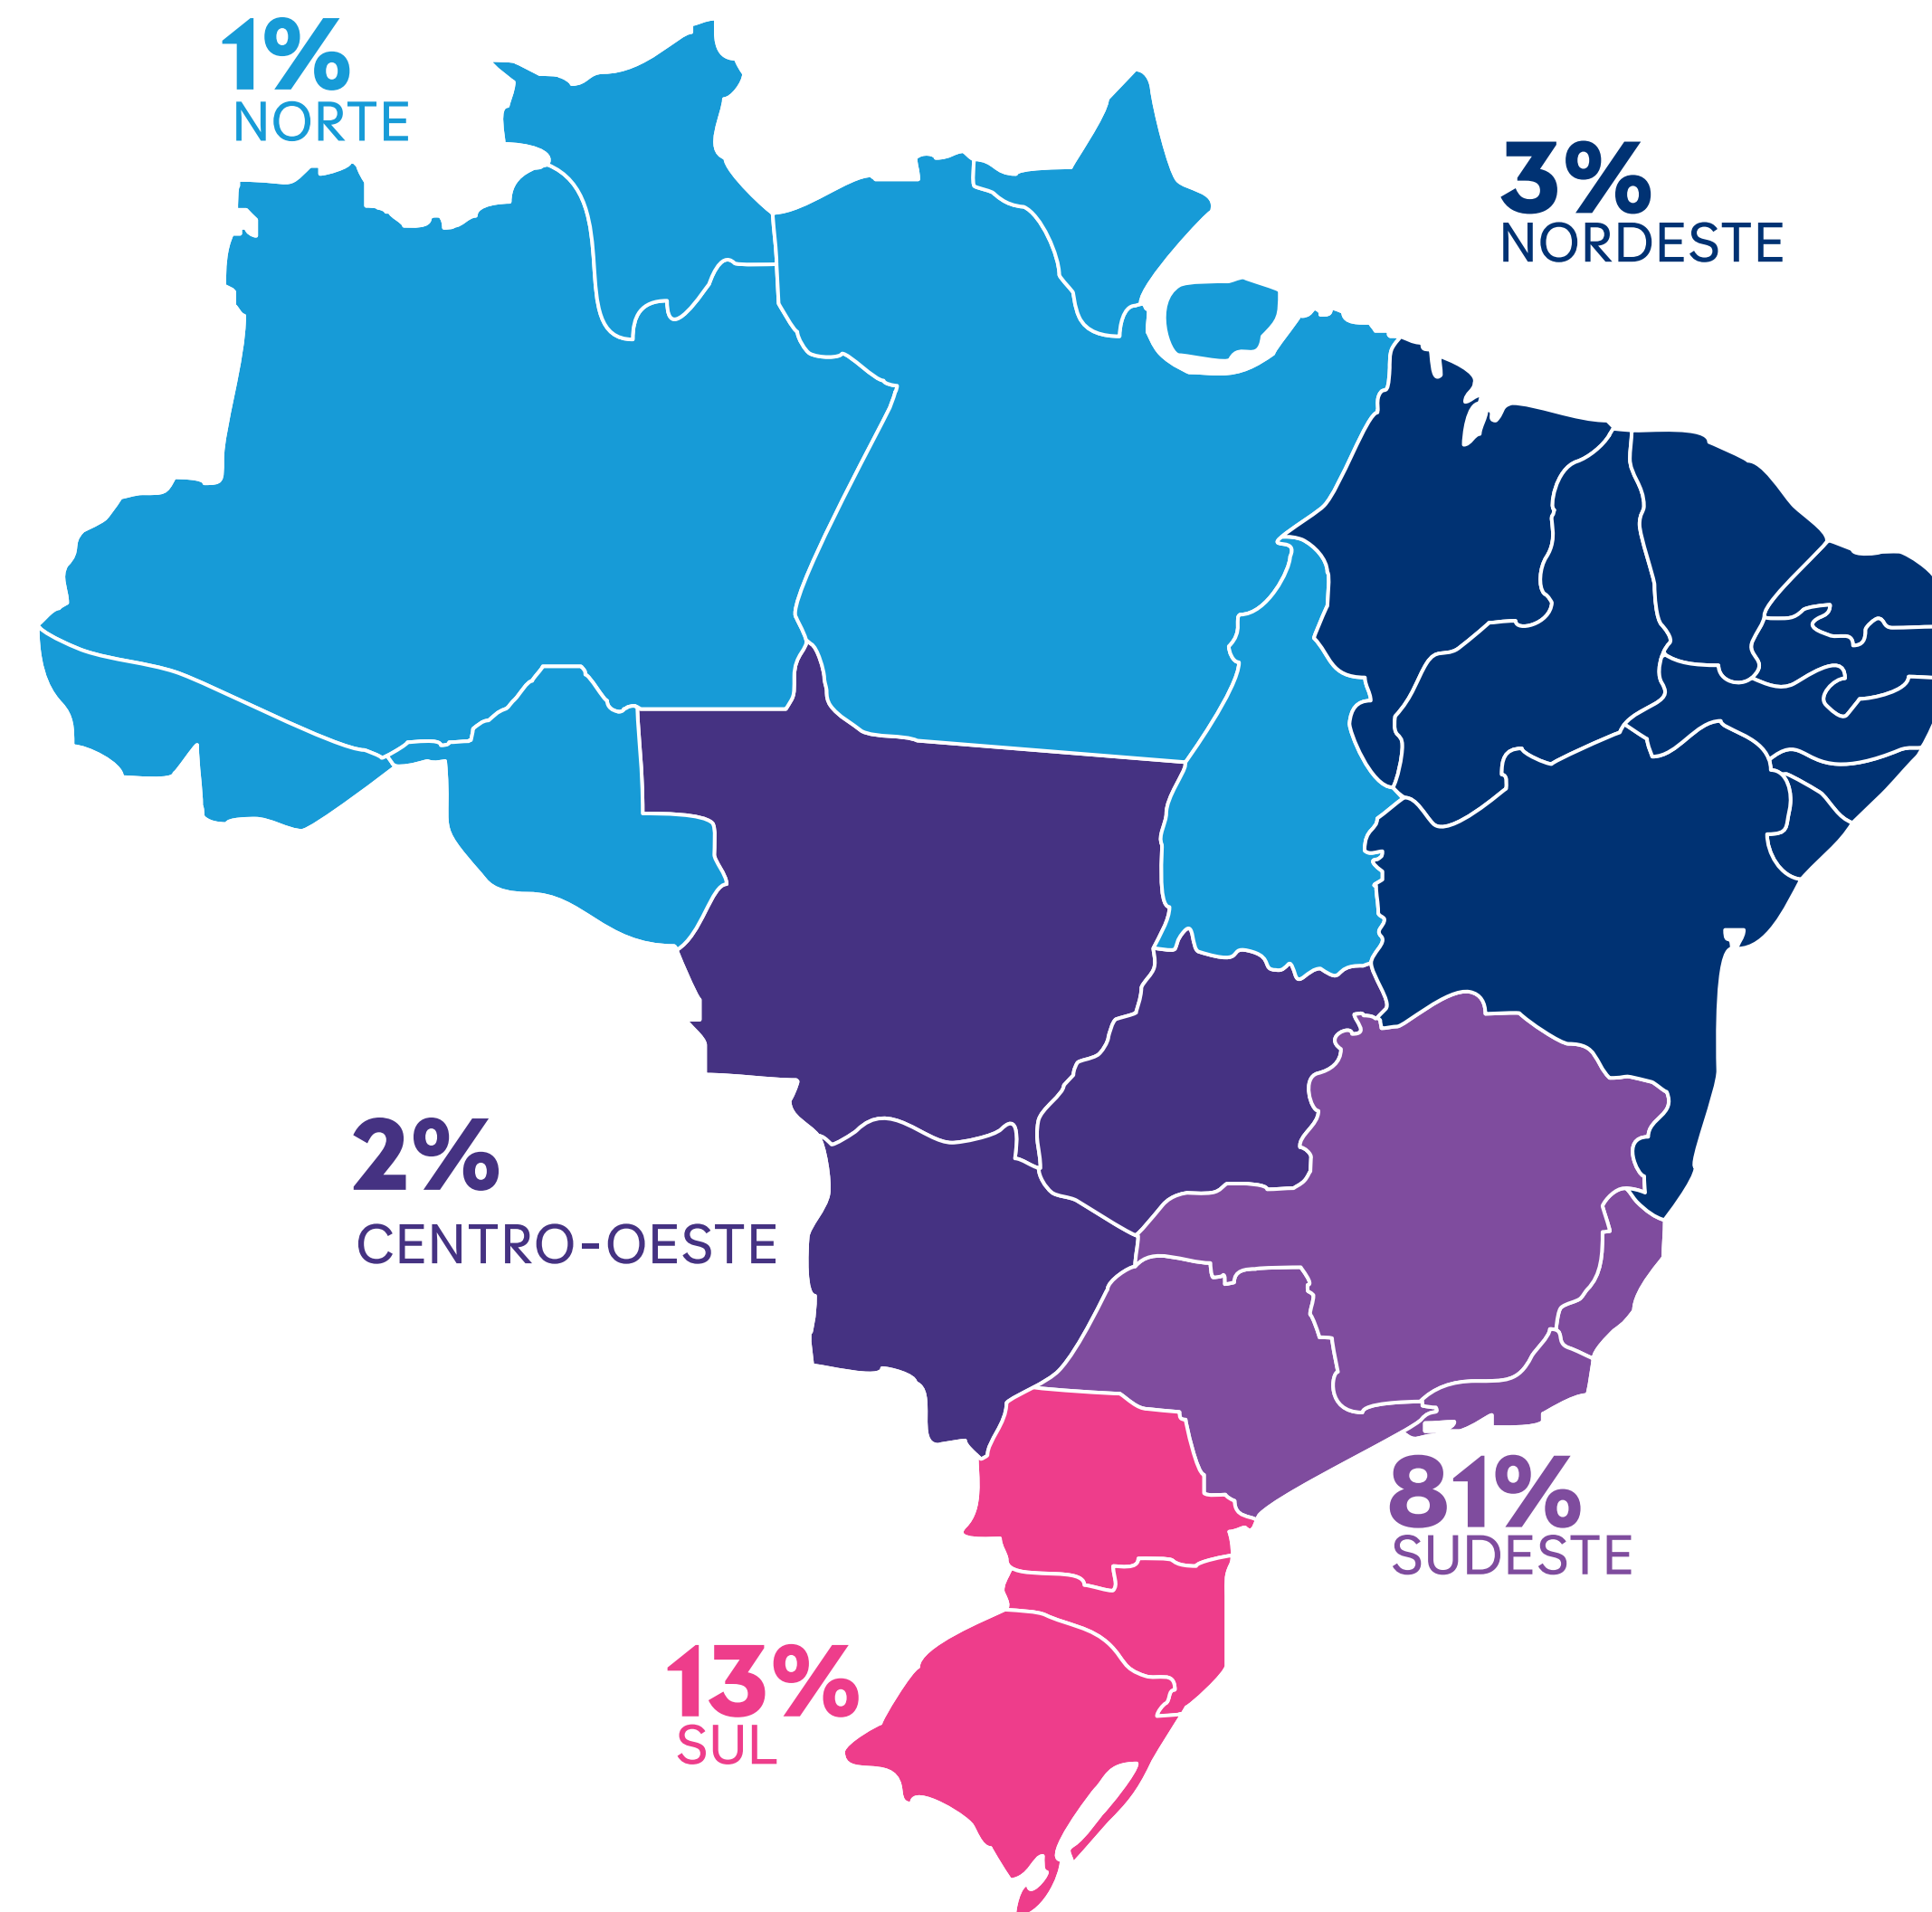 1%
NORTE
3%
NORDESTE
2%
CENTRO-OESTE
81%
SUDESTE
13%
SUL